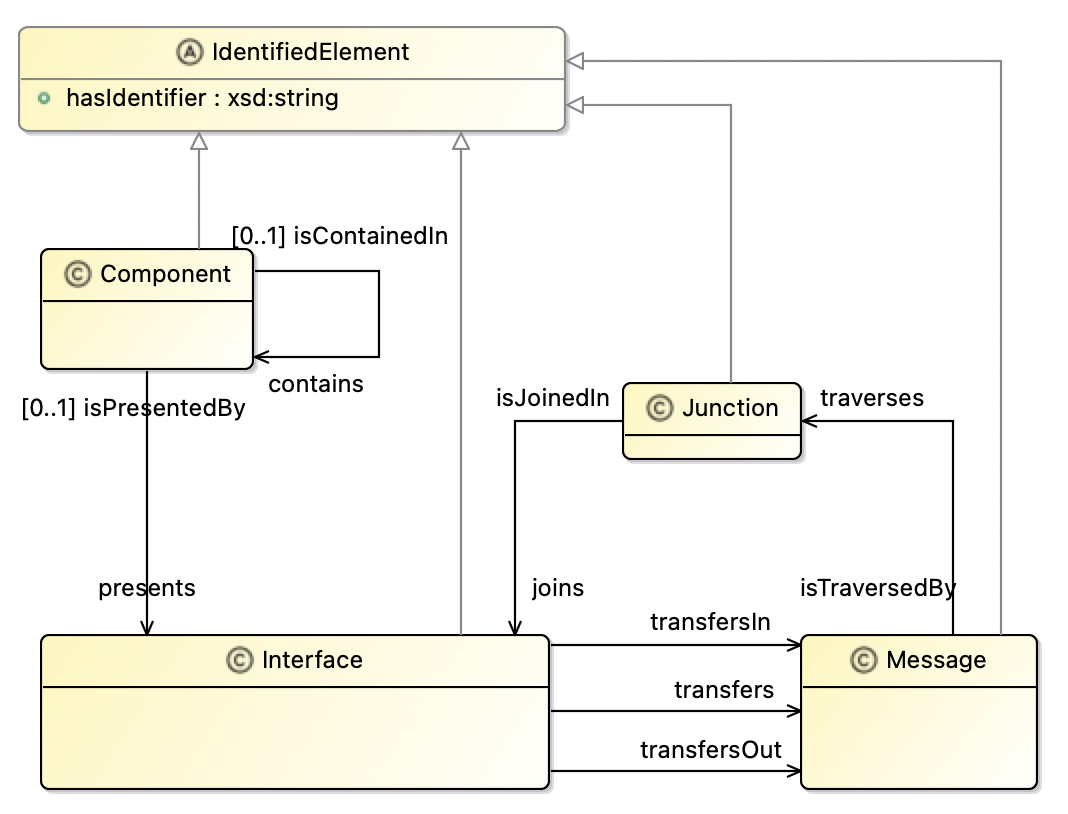 A IdentifiedElement
hasIdentifier : xsd:string
[0..1] isContainedIn
C Component
contains
[0..1] isPresentedBy
isJoinedIn
C Junction
traverses
presents
joins
isTraversedBy
transfersIn
C Interface
C Message
transfers
transfersOut